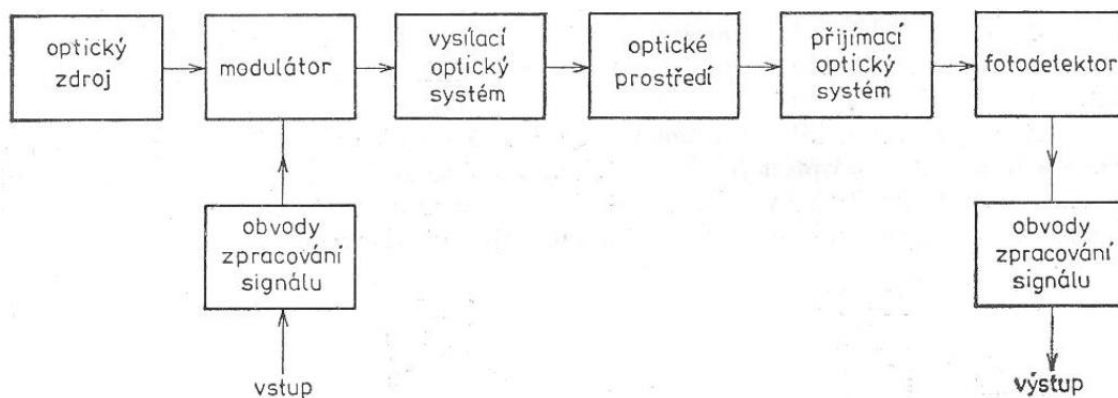 optický
zdroj
modulátor
vysílací
optický
systém
optické
prostředí
přijímací
optický
systém
fotodetektor
obvody
zpracování
signálu
obvody
zpracování
signálu
vstup
výstup